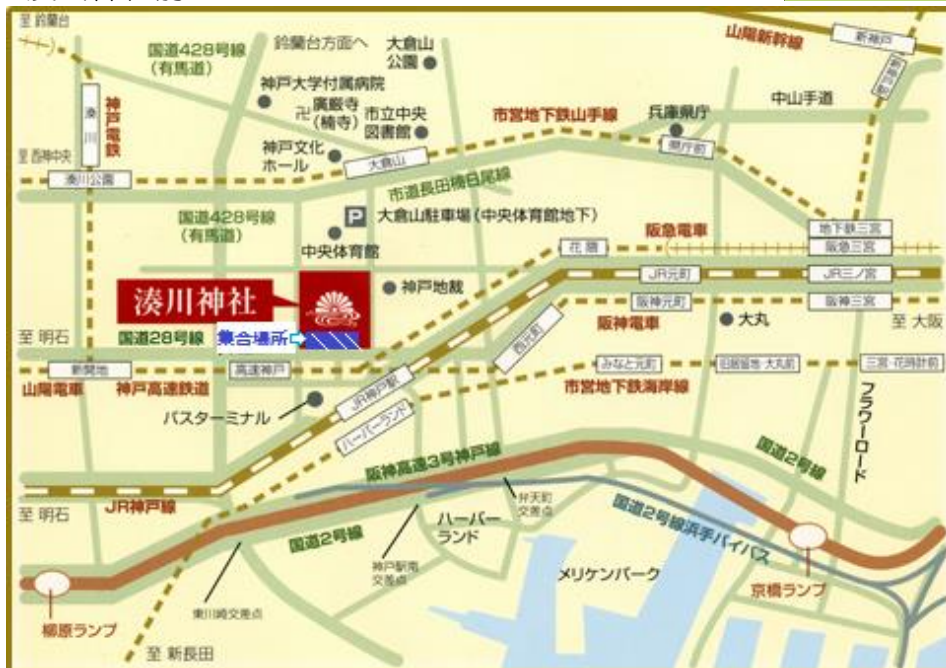 至 鈴蘭台
国道428号線
(有馬道)
鈴蘭台方面へ
大倉山
公園
山陽新幹線
新神戸
新神戸駅
神戸電鉄
湊川
神戸大学付属病院
卍廣厳寺
(楠寺)
市立中央
図書館
神戸文化
ホール
大倉山
市営地下鉄山手線
兵庫県庁
県庁前
中山手道
至 西神中央
湊川公園
市道長田楠日尾線
国道428号線
(有馬道)
P
大倉山駐車場(中央体育館地下)
中央体育館
花隈
阪急電車
地下鉄三宮
阪急三宮
湊川神社
神戸地裁
JR元町
JR三ノ宮
阪神元町
阪神三宮
至 明石
国道28号線
集合場所⇨
西元町
阪神電車
大丸
至 大阪
新開地
高速神戸
みなと元町
旧居留地・大丸前
三宮・花時計前
山陽電車
神戸高速鉄道
バスターミナル
JR神戸駅
ハーバーランド
市営地下鉄海岸線
フラワーロード
阪神高速3号神戸線
国道2号線
至 明石
JR神戸線
国道2号線
ハーバー
ランド
弁天町
交差点
国道2号線浜手バイパス
神戸駅南
交差点
メリケンパーク
京橋ランプ
柳原ランプ
東川崎交差点
至 新長田